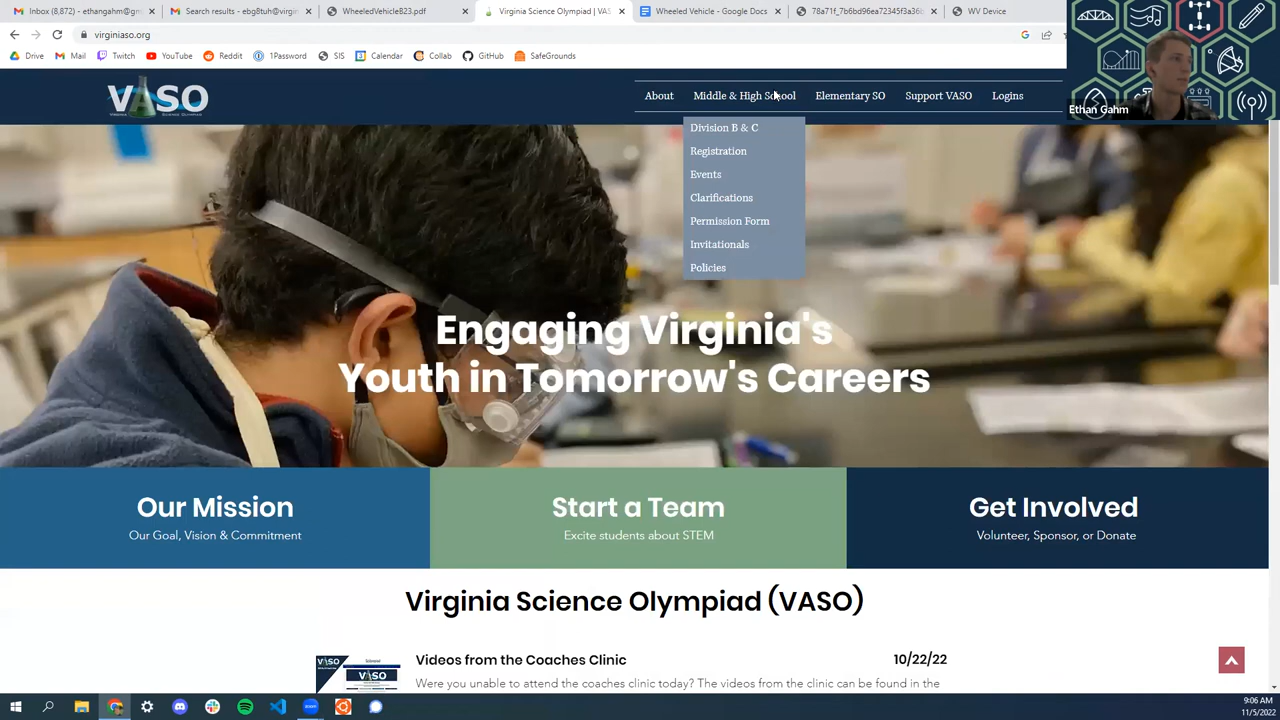 Inbox (8,872) - ethangahm@gm
Search results - ebg8tuh@virgin
WheeledVehicleB23.pdf
Virginia Science Olympiad | VAS
Wheeled Vehicle - Google Docs
78a71f_7b6bd96ea72345f3a36b
WV Device
virginiaso.org
Drive
Mail
Twitch
YouTube
Reddit
1Password
SIS
Calendar
Collab
GitHub
SafeGrounds
Ethan Gahm
VASO
About
Middle & High School
Elementary SO
Support VASO
Logins
Division B & C
Registration
Events
Clarifications
Permission Form
Invitationals
Policies
Engaging Virginia's
Youth in Tomorrow's Careers
Our Mission
Our Goal, Vision & Commitment
Start a Team
Excite students about STEM
Get Involved
Volunteer, Sponsor, or Donate
Virginia Science Olympiad (VASO)
Videos from the Coaches Clinic
10/22/22
Were you unable to attend the coaches clinic today? The videos from the clinic can be found in the
VASO
VASO
9:06 AM
11/5/2022